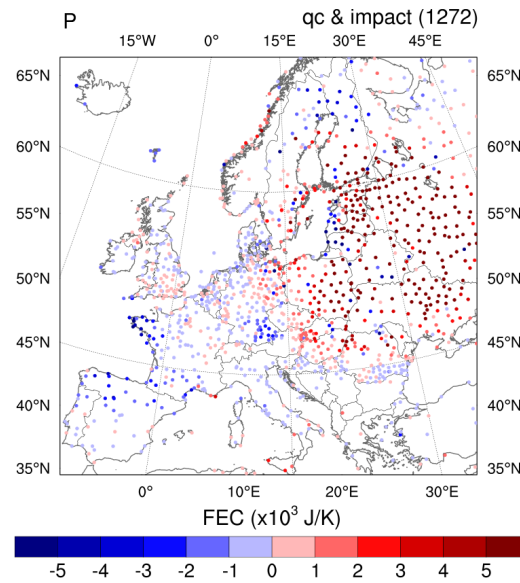 P qc & impact (1272)
15°W 0° 15°E 30°E 45°E
65°N 65°N
60°N 60°N
55°N 55°N
50°N 50°N
45°N 45°N
40°N 40°N
35°N 35°N
0° 10°E 20°E 30°E
FEC (x10³ J/K)
-5 -4 -3 -2 -1 0 1 2 3 4 5